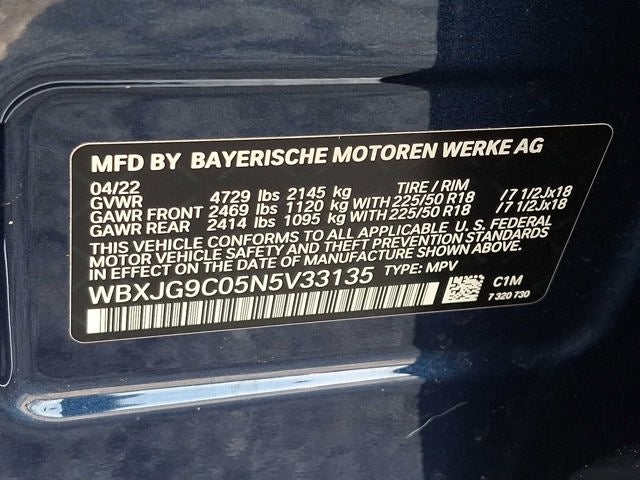 MFD BY BAYERISCHE MOTOREN WERKE AG
04/22 TIRE / RIM
GVWR 4729 lbs 2145 kg
GAWR FRONT 2469 lbs 1120 kg WITH 225/50 R18 /7 1/2Jx18
GAWR REAR 2414 lbs 1095 kg WITH 225/50 R18 /7 1/2Jx18
THIS VEHICLE CONFORMS TO ALL APPLICABLE U.S. FEDERAL
MOTOR VEHICLE SAFETY AND THEFT PREVENTION STANDARDS
IN EFFECT ON THE DATE OF MANUFACTURE SHOWN ABOVE.
WBXJG9C05N5V33135 TYPE: MPV
C1M
7 320 730